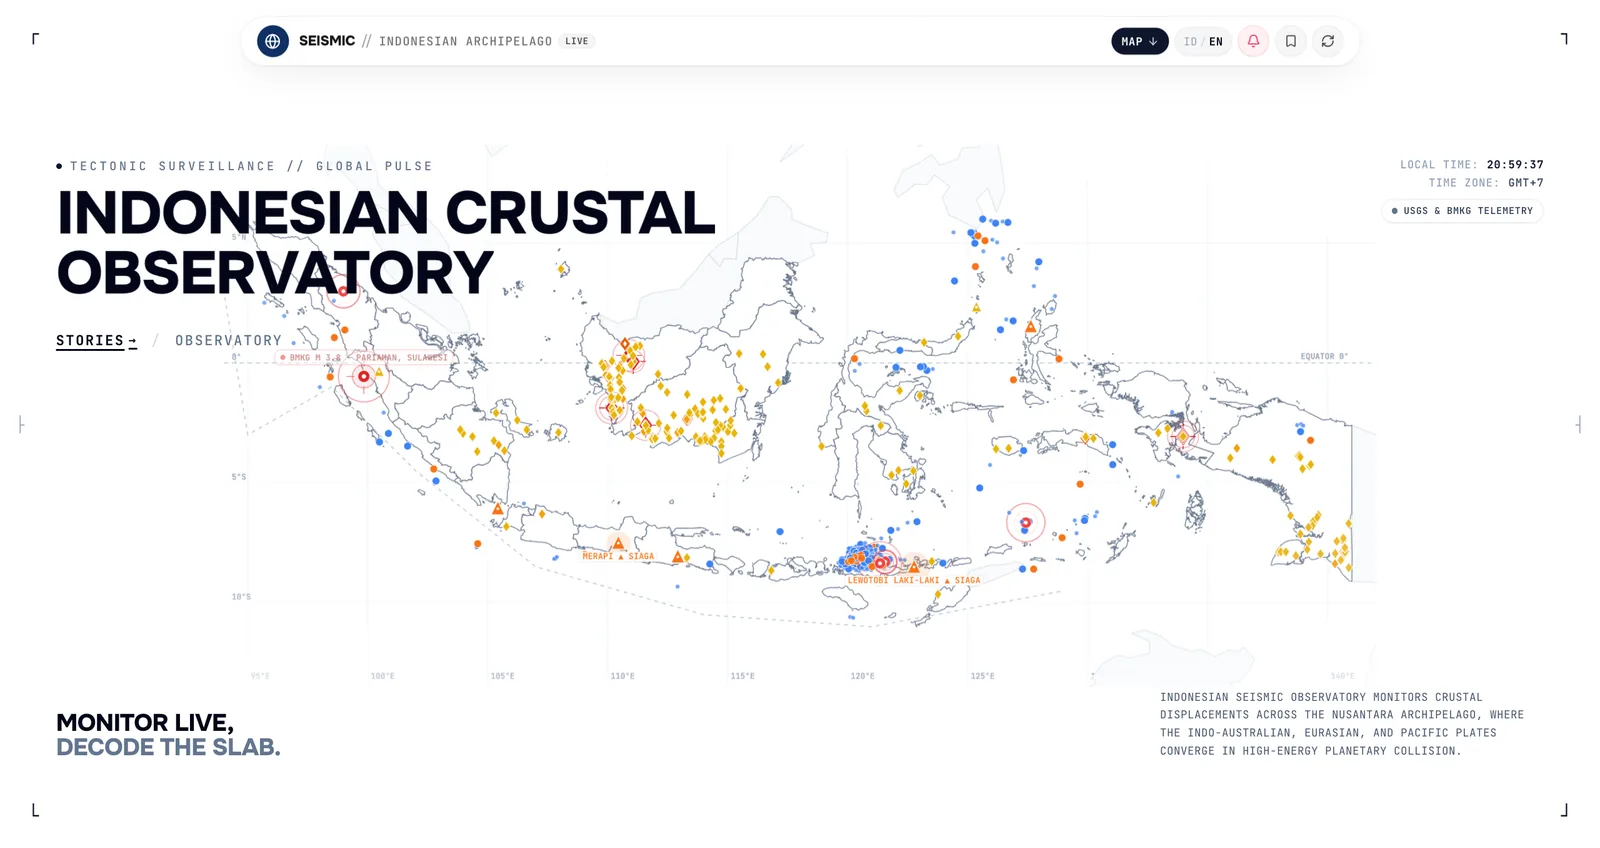 SEISMIC // INDONESIAN ARCHIPELAGO LIVE
MAP ↓ ID / EN
TECTONIC SURVEILLANCE // GLOBAL PULSE
LOCAL TIME: 20:59:37
TIME ZONE: GMT+7
USGS & BMKG TELEMETRY
INDONESIAN CRUSTAL
OBSERVATORY
5°N
STORIES → / OBSERVATORY
0°
BMKG M 3.8 - PARIAMAN, SULAWESI
EQUATOR 0°
5°S
MERAPI ▲ SIAGA
LEWOTOBI LAKI-LAKI ▲ SIAGA
10°S
95°E 100°E 105°E 110°E 115°E 120°E 125°E 140°E
INDONESIAN SEISMIC OBSERVATORY MONITORS CRUSTAL
DISPLACEMENTS ACROSS THE NUSANTARA ARCHIPELAGO, WHERE
THE INDO-AUSTRALIAN, EURASIAN, AND PACIFIC PLATES
CONVERGE IN HIGH-ENERGY PLANETARY COLLISION.
MONITOR LIVE,
DECODE THE SLAB.